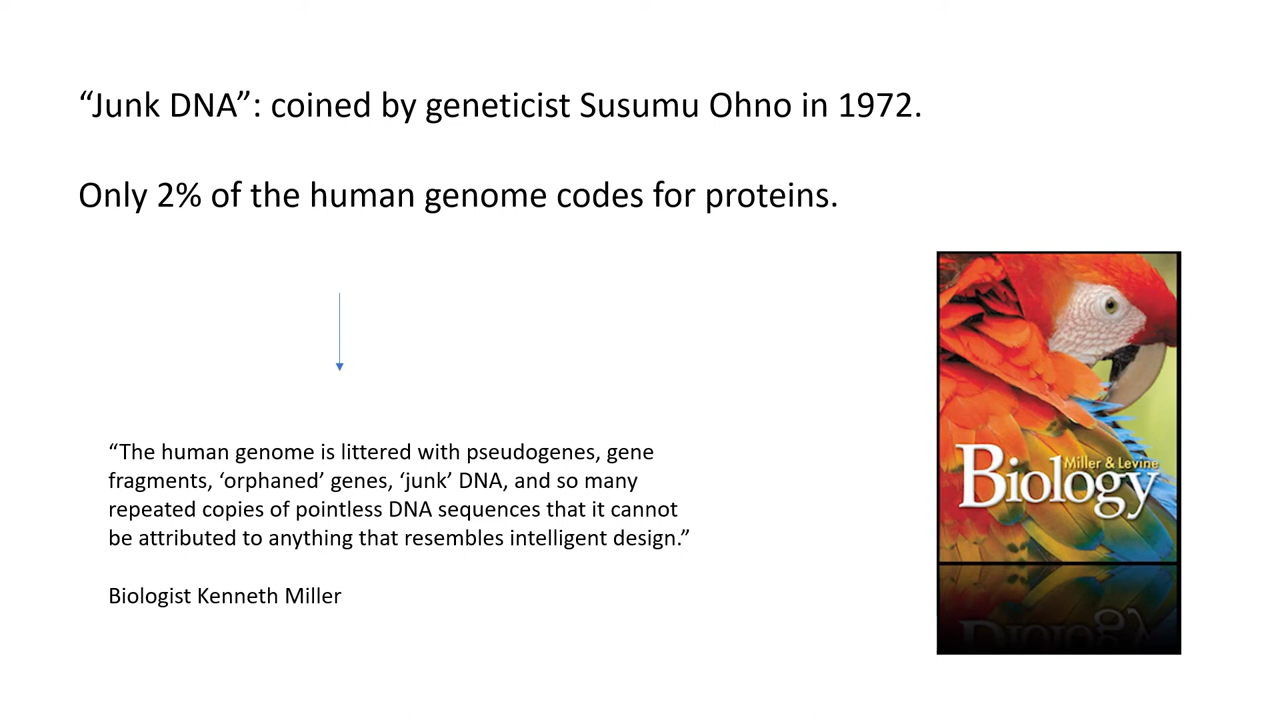 “Junk DNA”: coined by geneticist Susumu Ohno in 1972.
Only 2% of the human genome codes for proteins.
“The human genome is littered with pseudogenes, gene
fragments, ‘orphaned’ genes, ‘junk’ DNA, and so many
repeated copies of pointless DNA sequences that it cannot
be attributed to anything that resembles intelligent design.”
Biologist Kenneth Miller
Miller & Levine
Biology